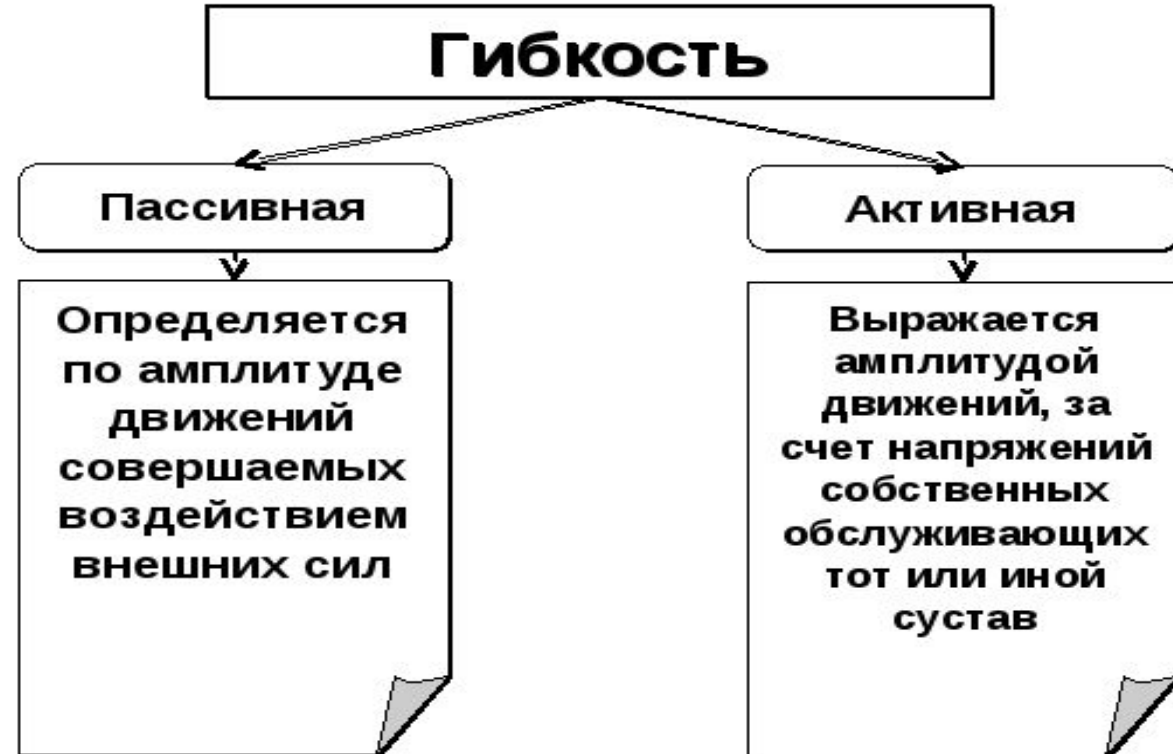 Гибкость
Пассивная
Активная
Определяется
по амплитуде
движений
совершаемых
воздействием
внешних сил
Выражается
амплитудой
движений, за
счет напряжений
собственных
обслуживающих
тот или иной
сустав